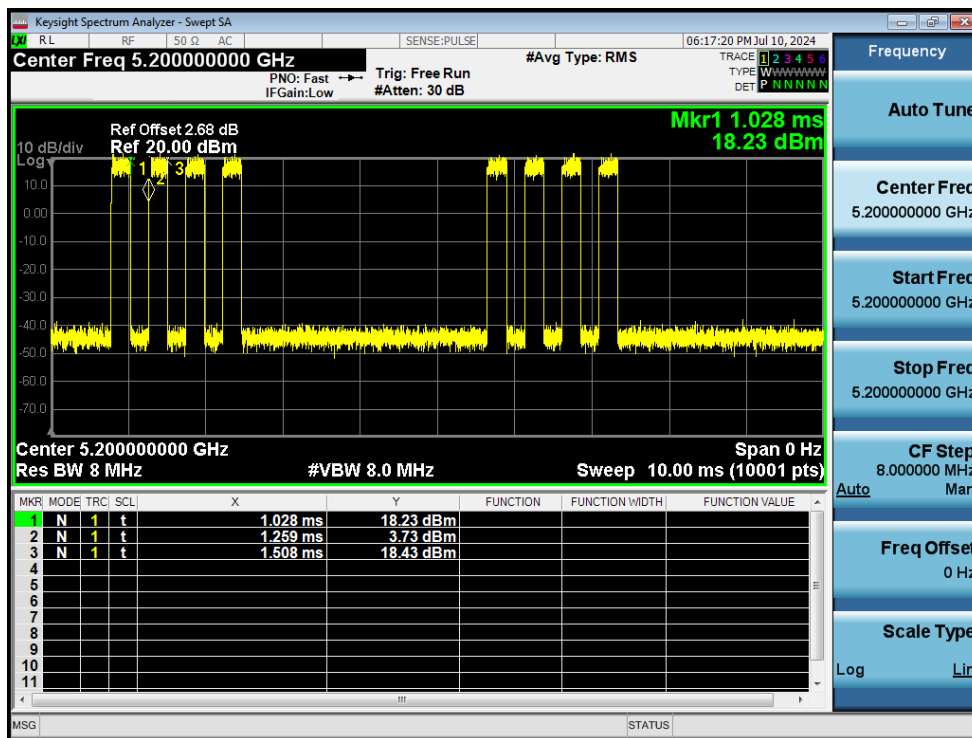 Keysight Spectrum Analyzer - Swept SA
LXI RL RF 50 Ω AC SENSE:PULSE 06:17:20 PM Jul 10, 2024
Center Freq 5.200000000 GHz
PNO: Fast
IFGain:Low
Trig: Free Run
#Atten: 30 dB
#Avg Type: RMS
TRACE 1 2 3 4 5 6
TYPE WWWWWW
DET P N N N N N
Ref Offset 2.68 dB
Ref 20.00 dBm
10 dB/div
Log
Mkr1 1.028 ms
18.23 dBm
1 2 3
10.0
0.00
-10.0
-20.0
-30.0
-40.0
-50.0
-60.0
-70.0
Center 5.200000000 GHz Span 0 Hz
Res BW 8 MHz #VBW 8.0 MHz Sweep 10.00 ms (10001 pts)
MKR MODE TRC SCL X Y FUNCTION FUNCTION WIDTH FUNCTION VALUE
1 N 1 t 1.028 ms 18.23 dBm
2 N 1 t 1.259 ms 3.73 dBm
3 N 1 t 1.508 ms 18.43 dBm
4
5
6
7
8
9
10
11
MSG STATUS
Frequency
Auto Tune
Center Freq
5.200000000 GHz
Start Freq
5.200000000 GHz
Stop Freq
5.200000000 GHz
CF Step
8.000000 MHz
Auto Man
Freq Offset
0 Hz
Scale Type
Log Lin